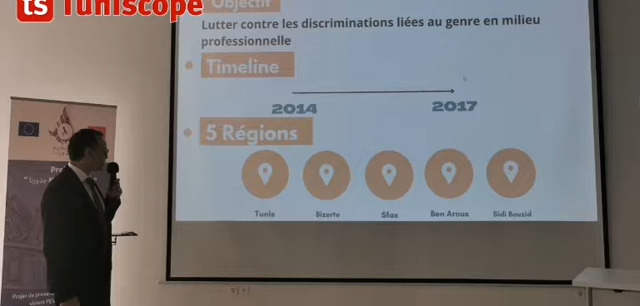 ts Tuniscope
Objectif
Lutter contre les discriminations liées au genre en milieu
professionnelle
Timeline
2014
2017
5 Régions
Tunis
Bizerte
Sfax
Ben Arous
Sidi Bouzid